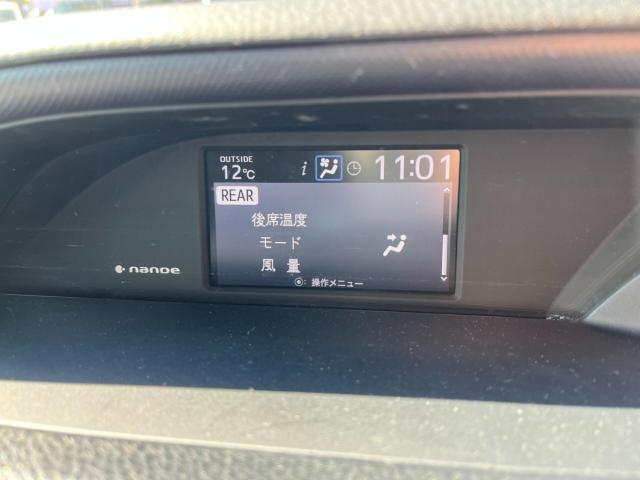 OUTSIDE
12℃
i 11:01
REAR
後席温度
モード
風量
nanoe
◉: 操作メニュー